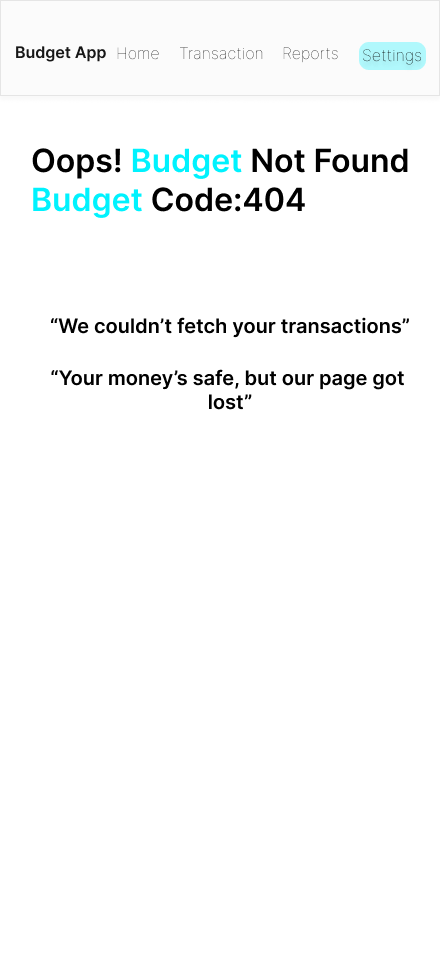 Budget App Home Transaction Reports Settings
Oops! Budget Not Found
Budget Code:404
“We couldn’t fetch your transactions”
“Your money’s safe, but our page got
lost”